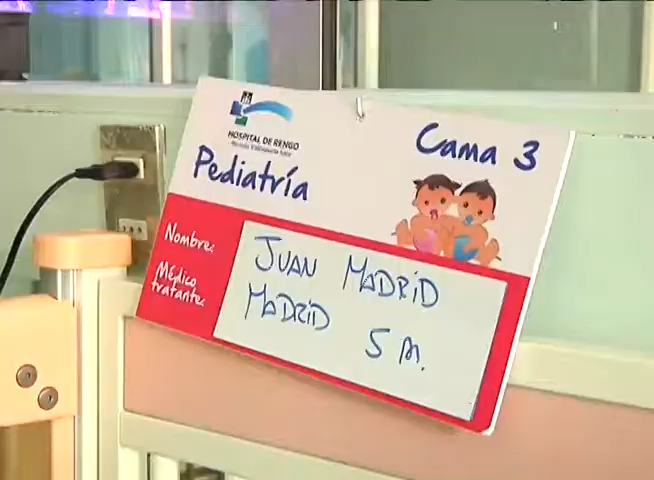 HOSPITAL DE RENGO
Pediatría
Cama 3
Nombre:
JUAN MADRID
MADRID 5 M.
Médico
tratante: